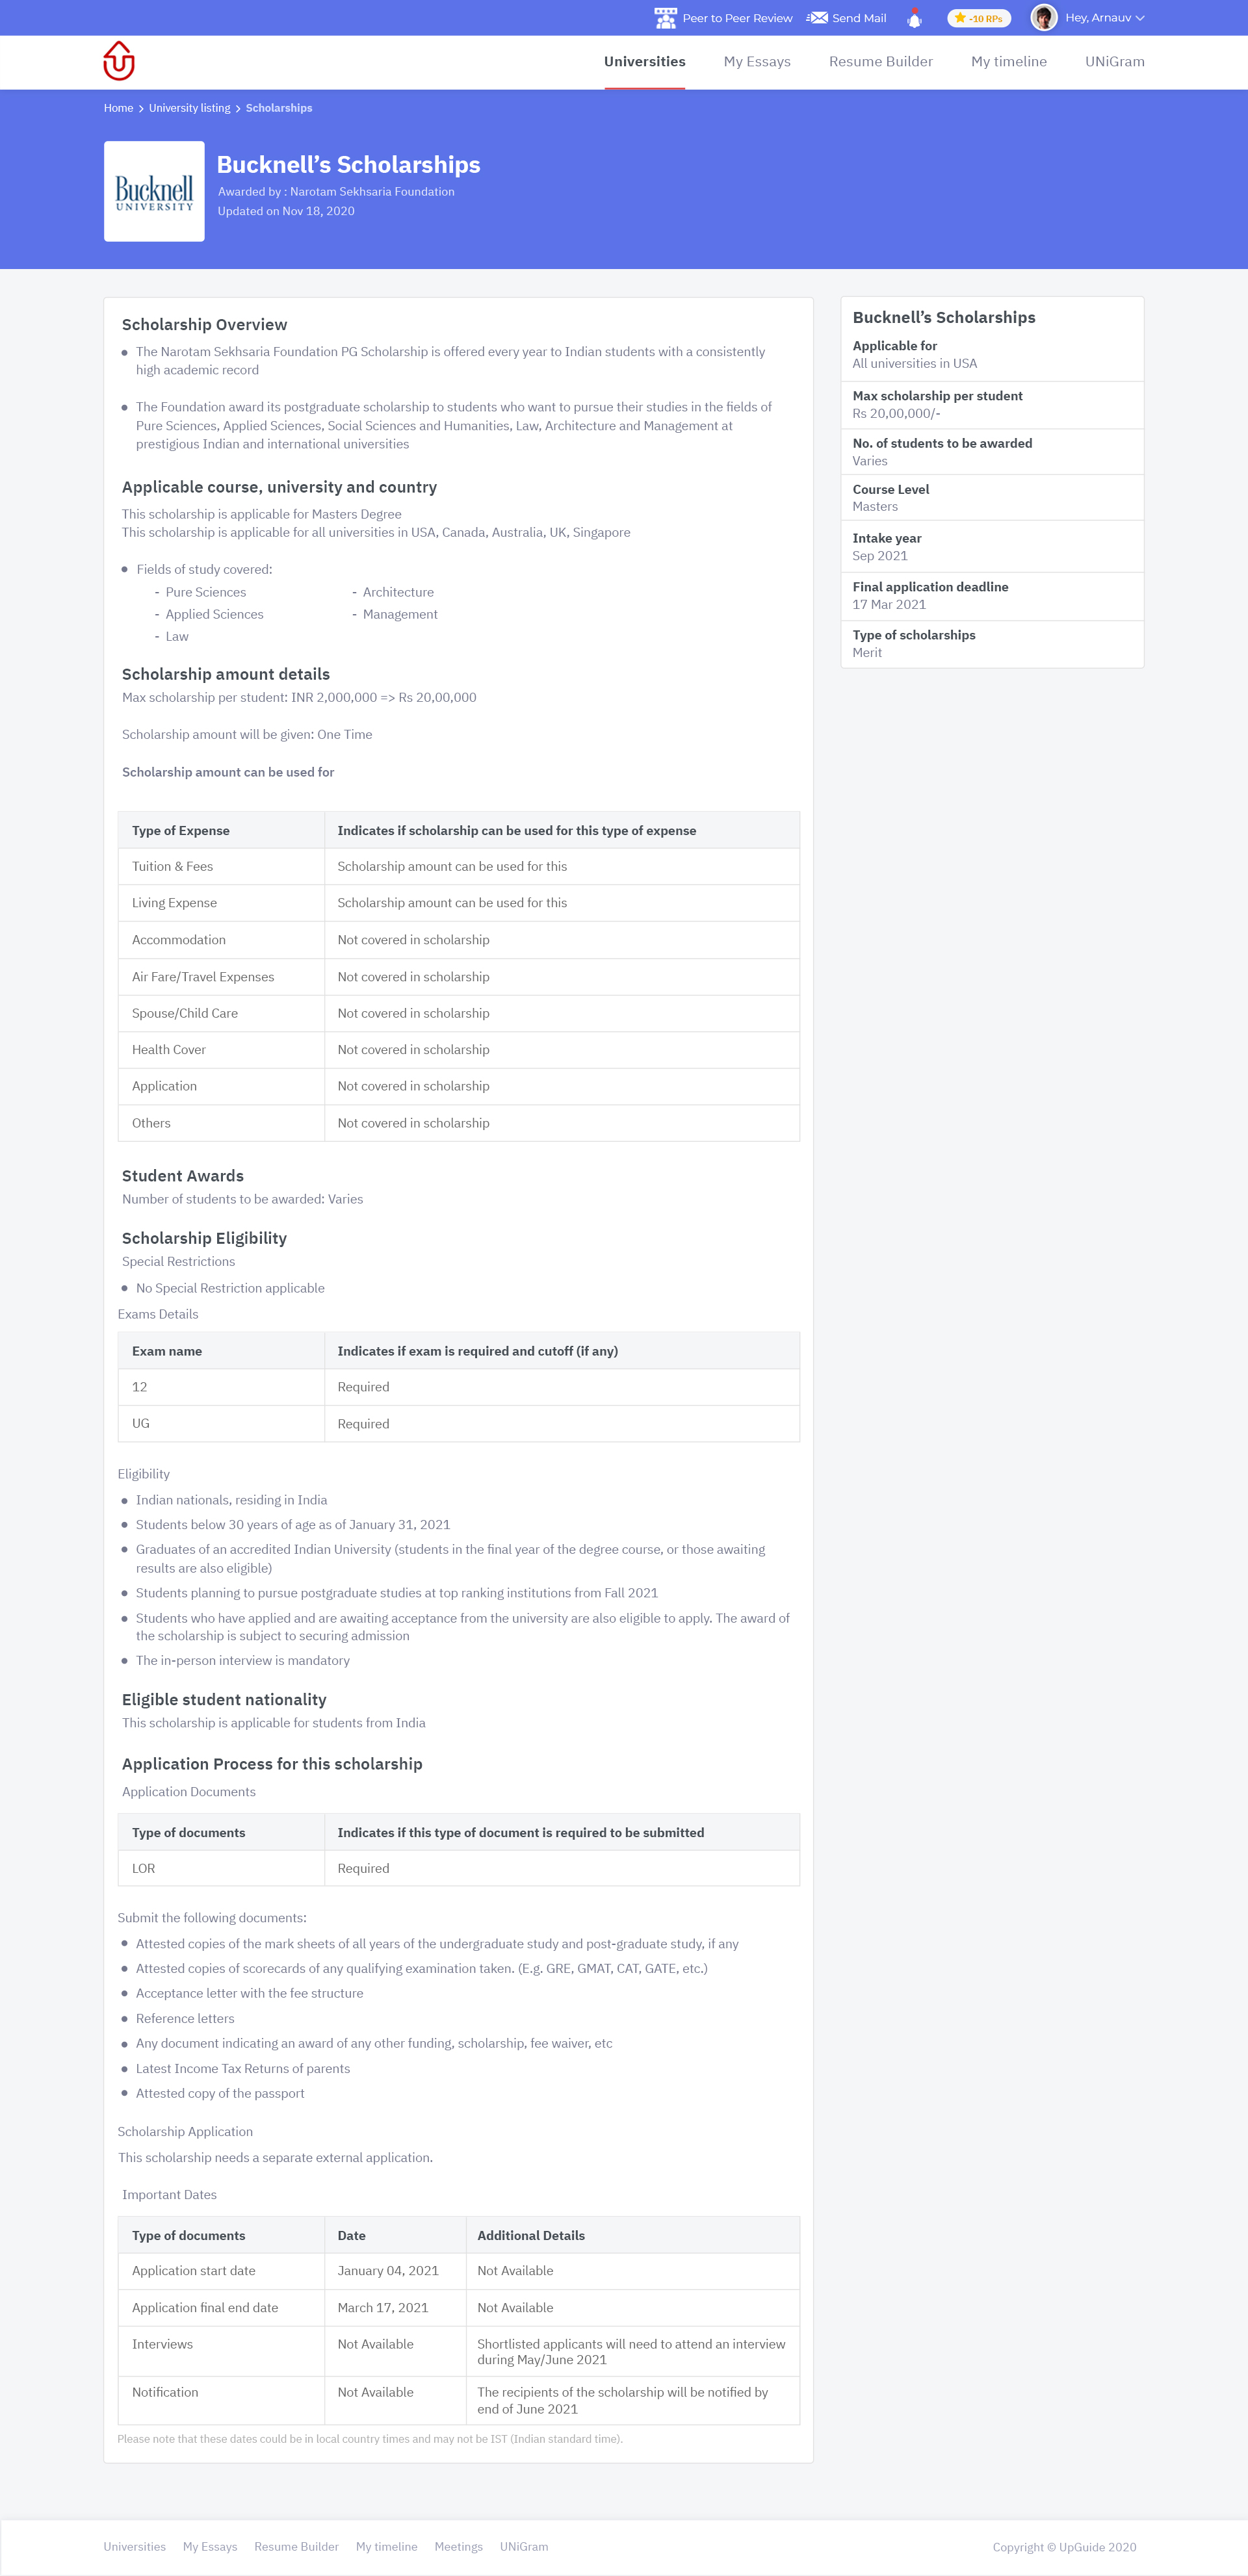 Peer to Peer Review Send Mail -10 RPs Hey, Arnauv
Universities My Essays Resume Builder My timeline UNiGram
Home University listing Scholarships
Bucknell UNIVERSITY
Bucknell’s Scholarships
Awarded by : Narotam Sekhsaria Foundation
Updated on Nov 18, 2020
Scholarship Overview
The Narotam Sekhsaria Foundation PG Scholarship is offered every year to Indian students with a consistently
high academic record
The Foundation award its postgraduate scholarship to students who want to pursue their studies in the fields of
Pure Sciences, Applied Sciences, Social Sciences and Humanities, Law, Architecture and Management at
prestigious Indian and international universities
Applicable course, university and country
This scholarship is applicable for Masters Degree
This scholarship is applicable for all universities in USA, Canada, Australia, UK, Singapore
Fields of study covered:
- Pure Sciences - Architecture
- Applied Sciences - Management
- Law
Scholarship amount details
Max scholarship per student: INR 2,000,000 => Rs 20,00,000
Scholarship amount will be given: One Time
Scholarship amount can be used for
Type of Expense Indicates if scholarship can be used for this type of expense
Tuition & Fees Scholarship amount can be used for this
Living Expense Scholarship amount can be used for this
Accommodation Not covered in scholarship
Air Fare/Travel Expenses Not covered in scholarship
Spouse/Child Care Not covered in scholarship
Health Cover Not covered in scholarship
Application Not covered in scholarship
Others Not covered in scholarship
Student Awards
Number of students to be awarded: Varies
Scholarship Eligibility
Special Restrictions
No Special Restriction applicable
Exams Details
Exam name Indicates if exam is required and cutoff (if any)
12 Required
UG Required
Eligibility
Indian nationals, residing in India
Students below 30 years of age as of January 31, 2021
Graduates of an accredited Indian University (students in the final year of the degree course, or those awaiting
results are also eligible)
Students planning to pursue postgraduate studies at top ranking institutions from Fall 2021
Students who have applied and are awaiting acceptance from the university are also eligible to apply. The award of
the scholarship is subject to securing admission
The in-person interview is mandatory
Eligible student nationality
This scholarship is applicable for students from India
Application Process for this scholarship
Application Documents
Type of documents Indicates if this type of document is required to be submitted
LOR Required
Submit the following documents:
Attested copies of the mark sheets of all years of the undergraduate study and post-graduate study, if any
Attested copies of scorecards of any qualifying examination taken. (E.g. GRE, GMAT, CAT, GATE, etc.)
Acceptance letter with the fee structure
Reference letters
Any document indicating an award of any other funding, scholarship, fee waiver, etc
Latest Income Tax Returns of parents
Attested copy of the passport
Scholarship Application
This scholarship needs a separate external application.
Important Dates
Type of documents Date Additional Details
Application start date January 04, 2021 Not Available
Application final end date March 17, 2021 Not Available
Interviews Not Available Shortlisted applicants will need to attend an interview
during May/June 2021
Notification Not Available The recipients of the scholarship will be notified by
end of June 2021
Please note that these dates could be in local country times and may not be IST (Indian standard time).
Bucknell’s Scholarships
Applicable for
All universities in USA
Max scholarship per student
Rs 20,00,000/-
No. of students to be awarded
Varies
Course Level
Masters
Intake year
Sep 2021
Final application deadline
17 Mar 2021
Type of scholarships
Merit
Universities My Essays Resume Builder My timeline Meetings UNiGram Copyright © UpGuide 2020